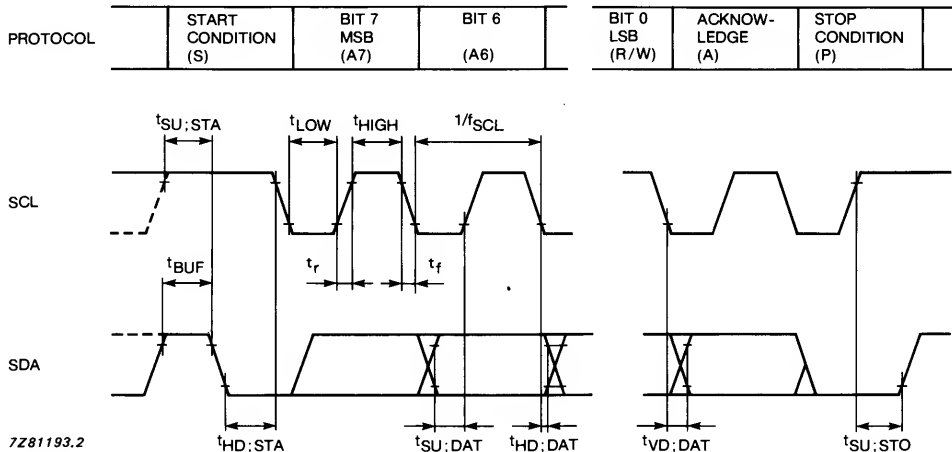 PROTOCOL
START
CONDITION
(S)
BIT 7
MSB
(A7)
BIT 6
(A6)
BIT 0
LSB
(R/W)
ACKNOW-
LEDGE
(A)
STOP
CONDITION
(P)
tSU;STA
tLOW
tHIGH
1/fSCL
SCL
tBUF
tr
tf
SDA
tHD;STA
tSU;DAT
tHD;DAT
tVD;DAT
tSU;STO
7Z81193.2